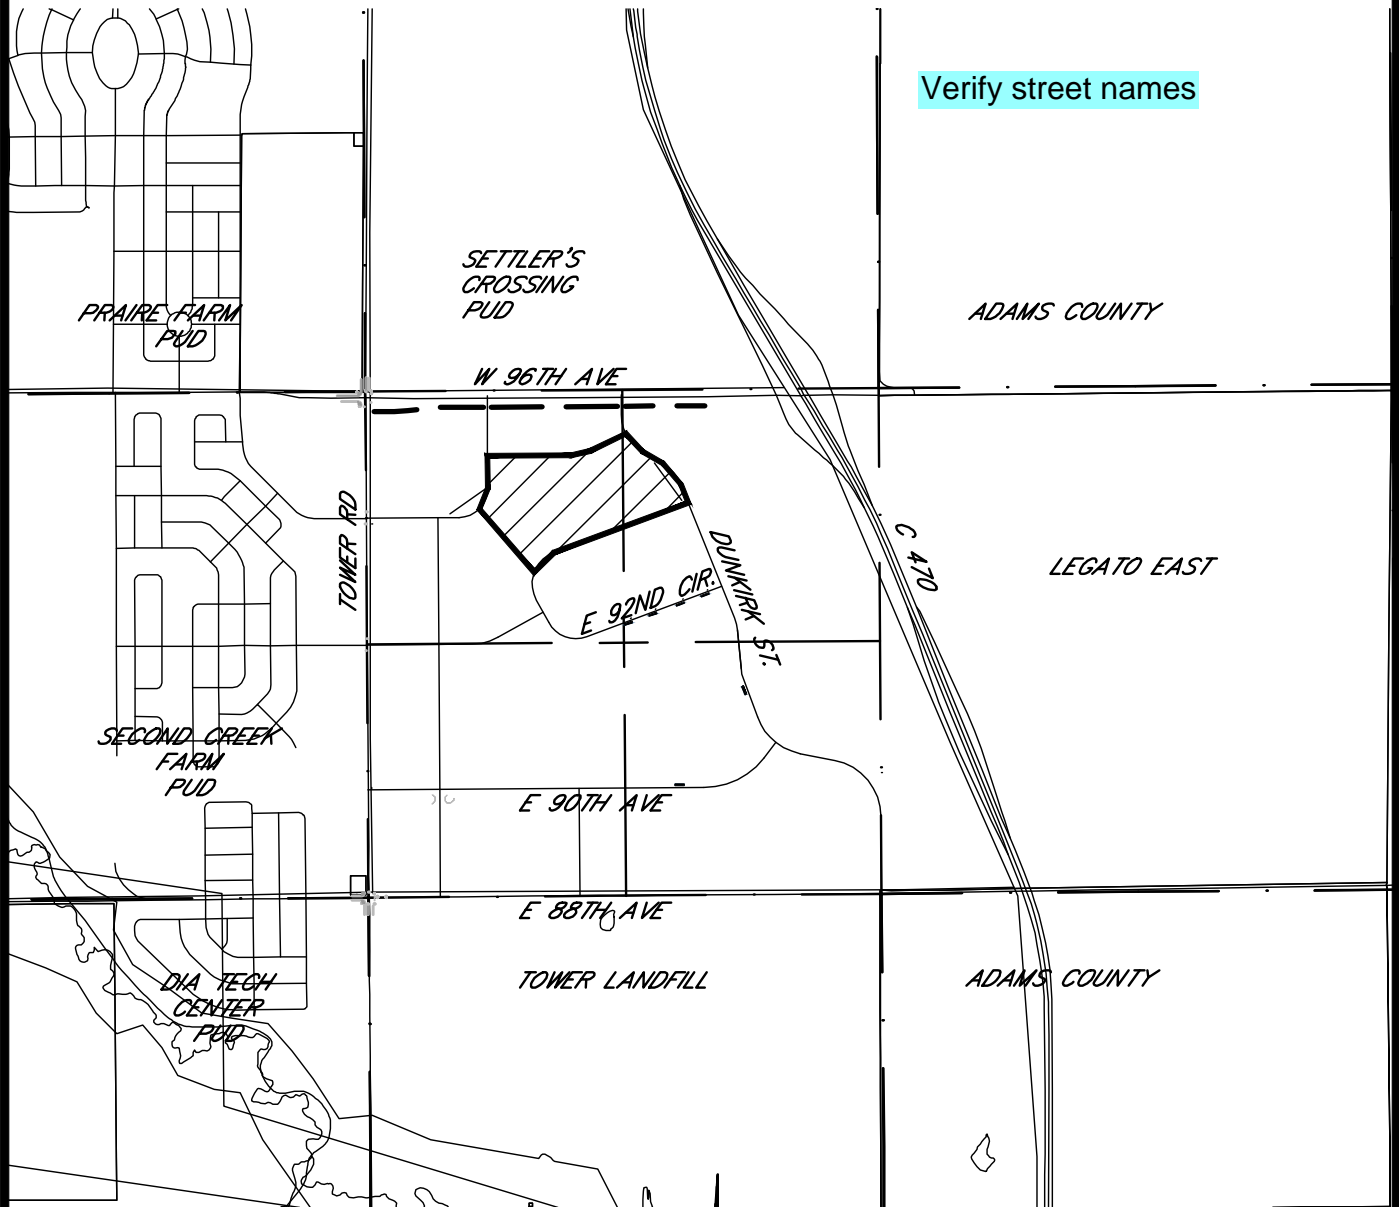 Verify street names
SETTLER'S
CROSSING
PUD
PRAIRE FARM
PUD
ADAMS COUNTY
W 96TH AVE
TOWER RD
C 470
DUNKIRK ST.
LEGATO EAST
E 92ND CIR.
SECOND CREEK
FARM
PUD
E 90TH AVE
E 88TH AVE
DIA TECH
CENTER
PUD
TOWER LANDFILL
ADAMS COUNTY